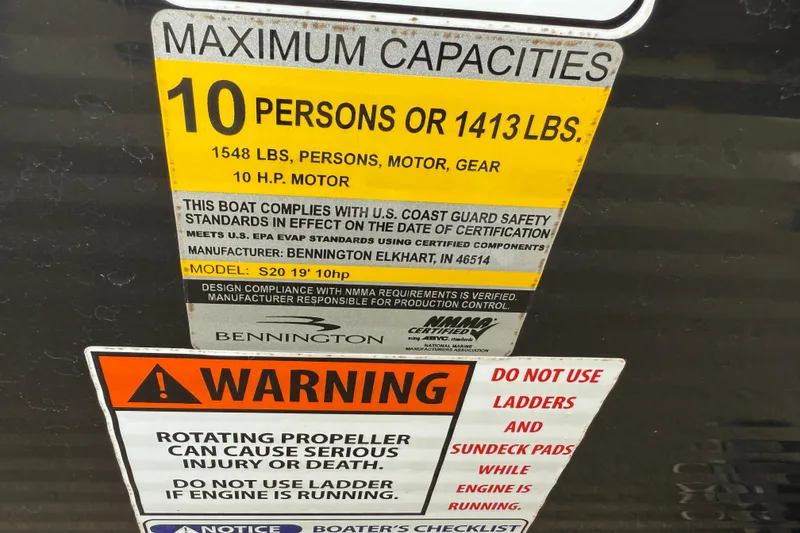 MAXIMUM CAPACITIES
10 PERSONS OR 1413 LBS.
1548 LBS, PERSONS, MOTOR, GEAR
10 H.P. MOTOR
THIS BOAT COMPLIES WITH U.S. COAST GUARD SAFETY
STANDARDS IN EFFECT ON THE DATE OF CERTIFICATION
MEETS U.S. EPA EVAP STANDARDS USING CERTIFIED COMPONENTS
MANUFACTURER: BENNINGTON ELKHART, IN 46514
MODEL: S20 19' 10hp
DESIGN COMPLIANCE WITH NMMA REQUIREMENTS IS VERIFIED.
MANUFACTURER RESPONSIBLE FOR PRODUCTION CONTROL.
BENNINGTON
NMMA
CERTIFIED
using ABYC standards
NATIONAL MARINE
MANUFACTURERS ASSOCIATION
WARNING
ROTATING PROPELLER
CAN CAUSE SERIOUS
INJURY OR DEATH.
DO NOT USE LADDER
IF ENGINE IS RUNNING.
DO NOT USE
LADDERS
AND
SUNDECK PADS
WHILE
ENGINE IS
RUNNING.
NOTICE BOATER'S CHECKLIST